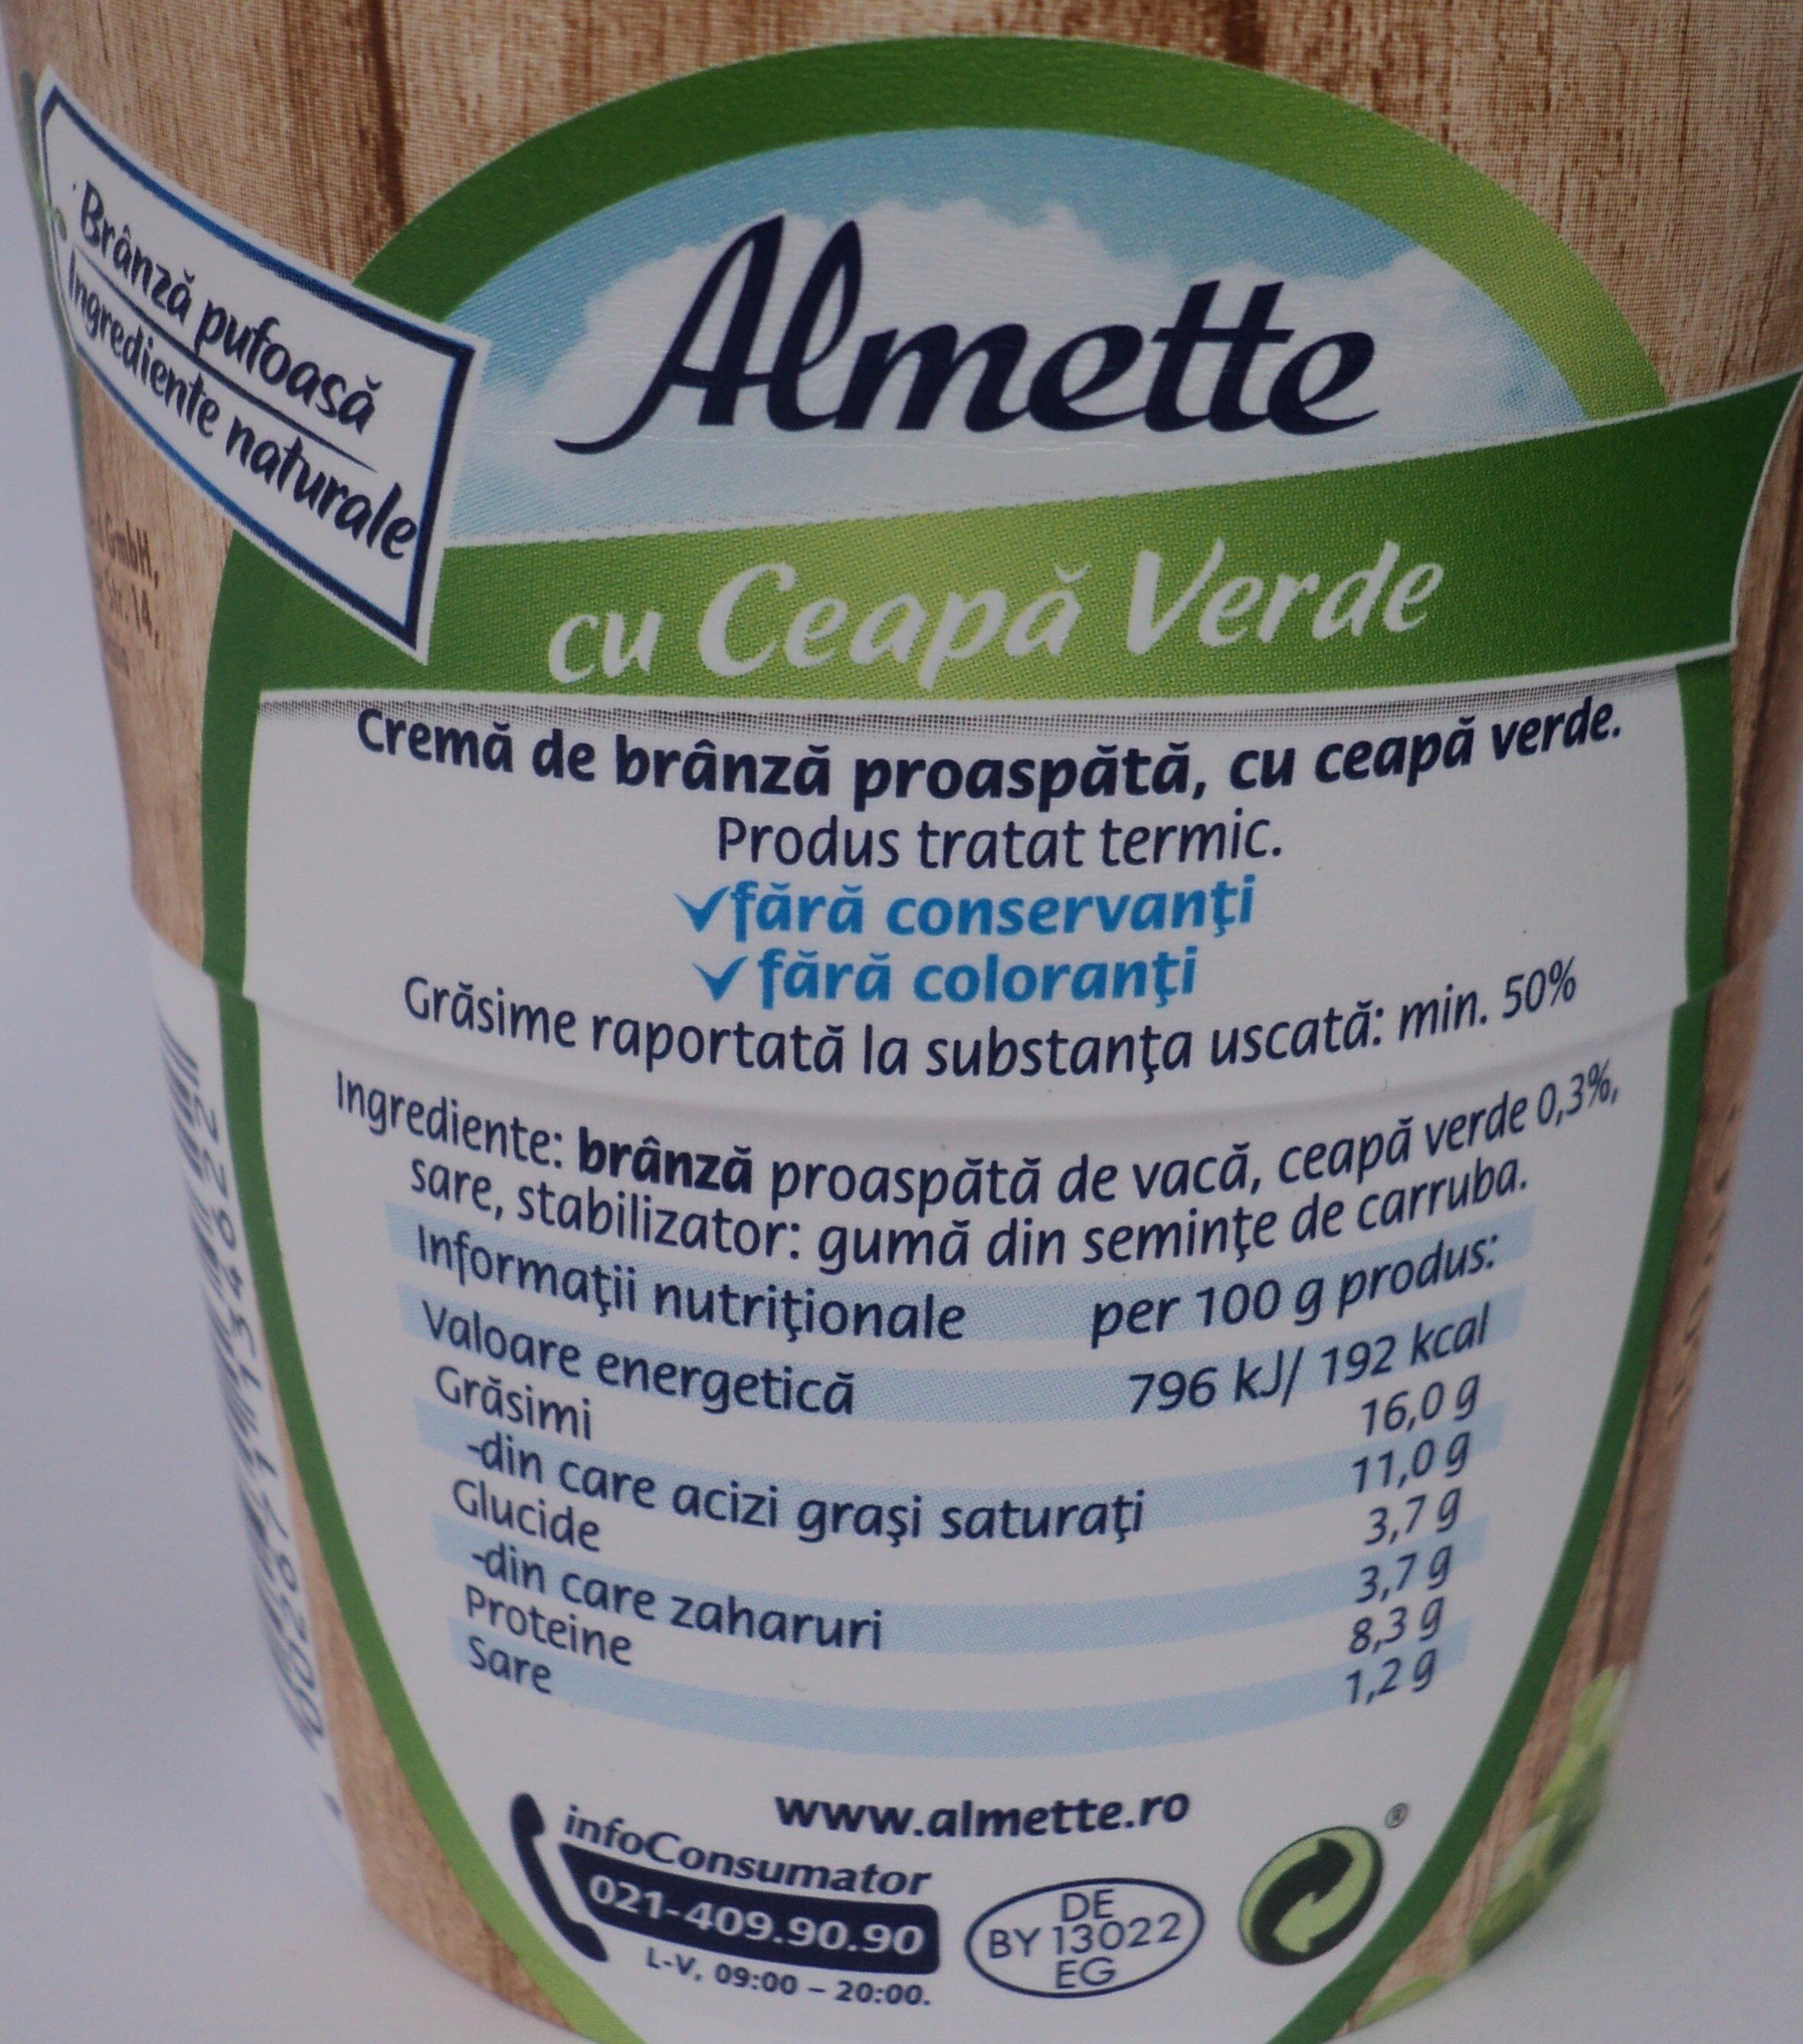 Brânză pufoasă
Ingrediente naturale
Almette
cu Ceapă Verde
GmbH,
Str. 14,
Cremă de brânză proaspătă, cu ceapă verde.
Produs tratat termic.
✓fără conservanţi
✓fără coloranţi
Grăsime raportată la substanţa uscată: min. 50%
Ingrediente: brânză proaspătă de vacă, ceapă verde 0,3%,
sare, stabilizator: gumă din seminţe de carruba.
Informaţii nutriţionale per 100 g produs:
Valoare energetică 796 kJ/ 192 kcal
Grăsimi 16,0 g
-din care acizi graşi saturaţi 11,0 g
Glucide 3,7 g
-din care zaharuri 3,7 g
Proteine 8,3 g
Sare 1,2 g
www.almette.ro
infoConsumator
021-409.90.90
L-V, 09:00 – 20:00.
DE
BY 13022
EG
®